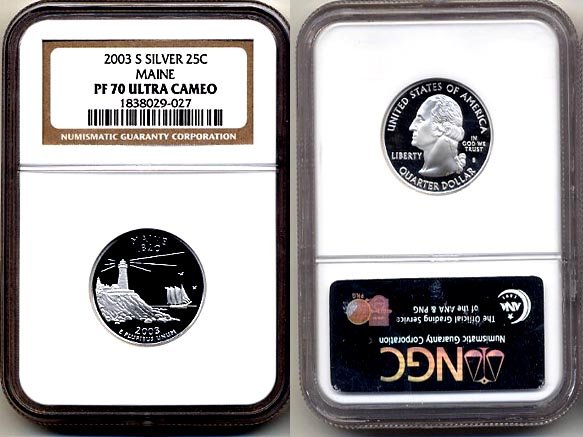 2003 S SILVER 25C
MAINE
PF 70 ULTRA CAMEO
1838029-027
NUMISMATIC GUARANTY CORPORATION
MAINE
1820
2003
E PLURIBUS UNUM
UNITED STATES OF AMERICA
LIBERTY
IN
GOD WE
TRUST
S
QUARTER DOLLAR
PNG
ANA
The Official Grading Service
of the ANA & PNG
Numismatic Guaranty Corporation
NGC